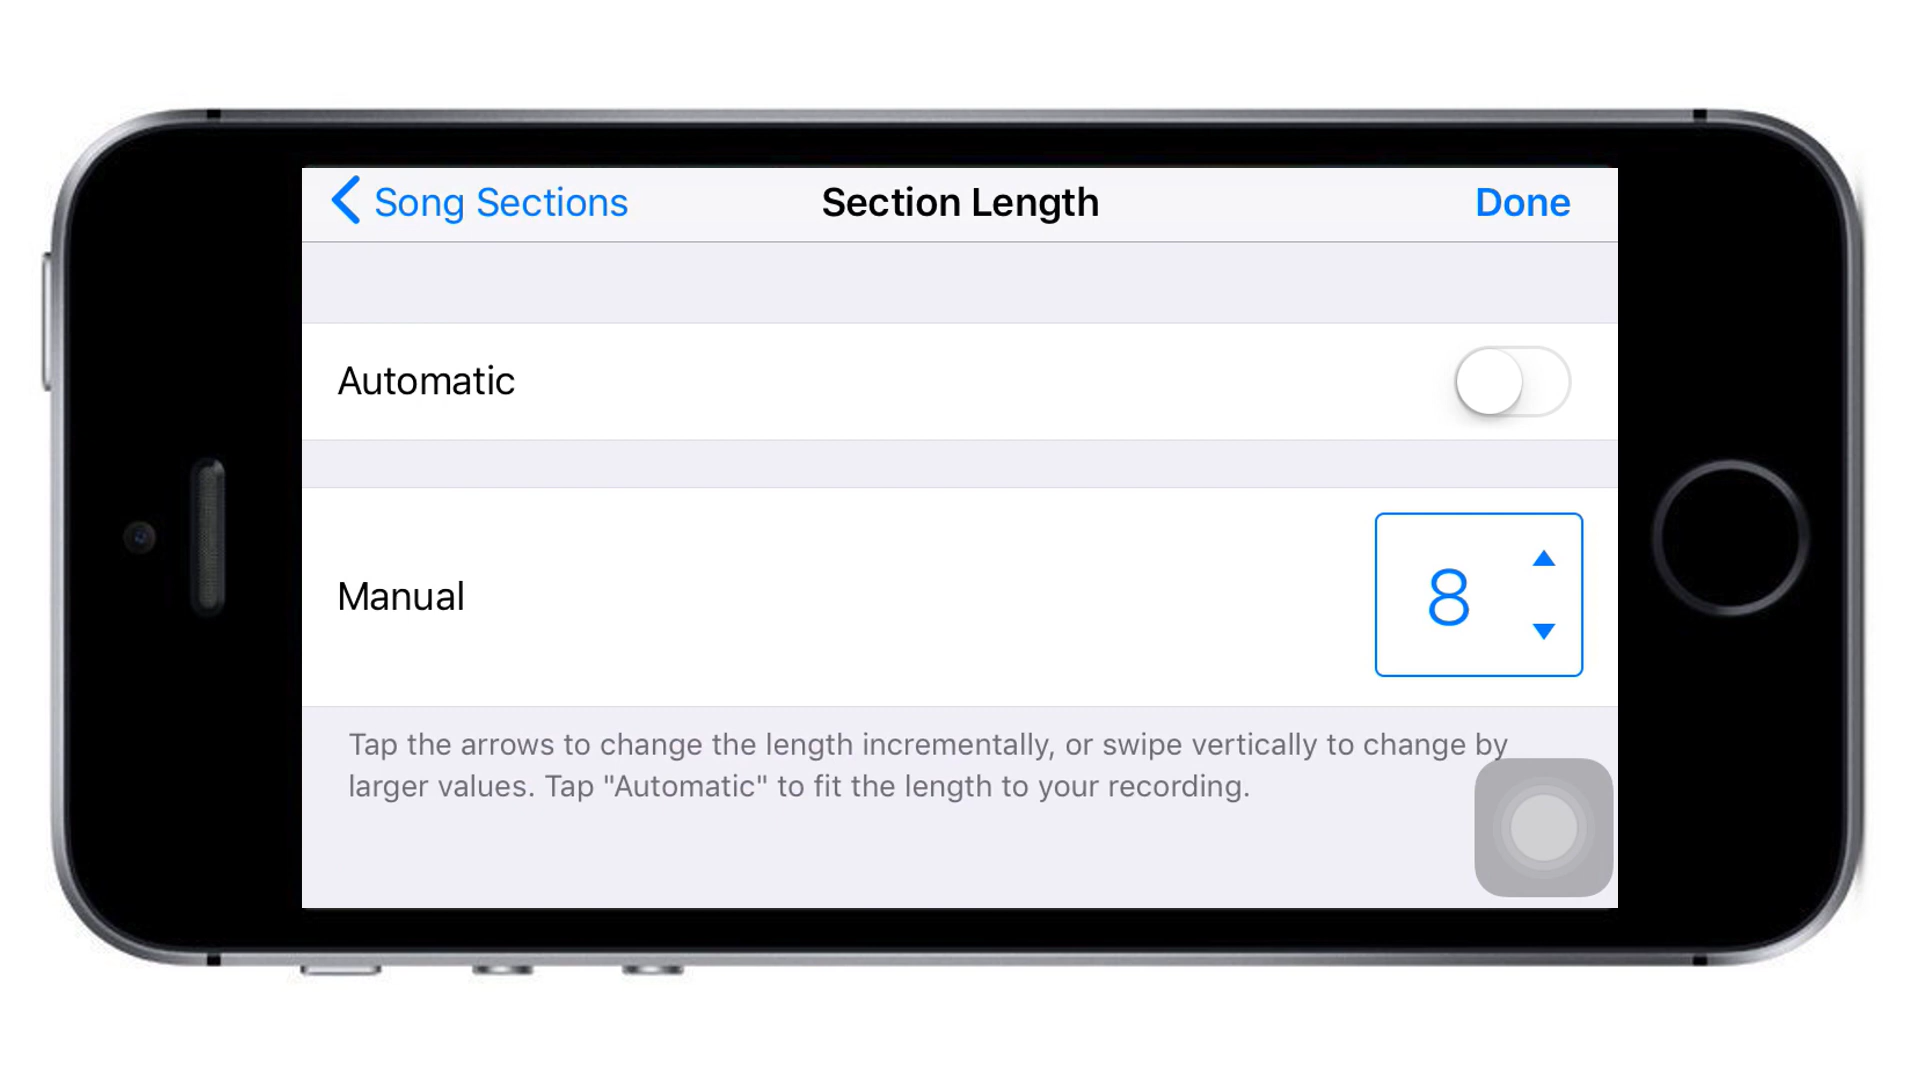 Song Sections
Section Length
Done
Automatic
Manual
8
Tap the arrows to change the length incrementally, or swipe vertically to change by
larger values. Tap "Automatic" to fit the length to your recording.